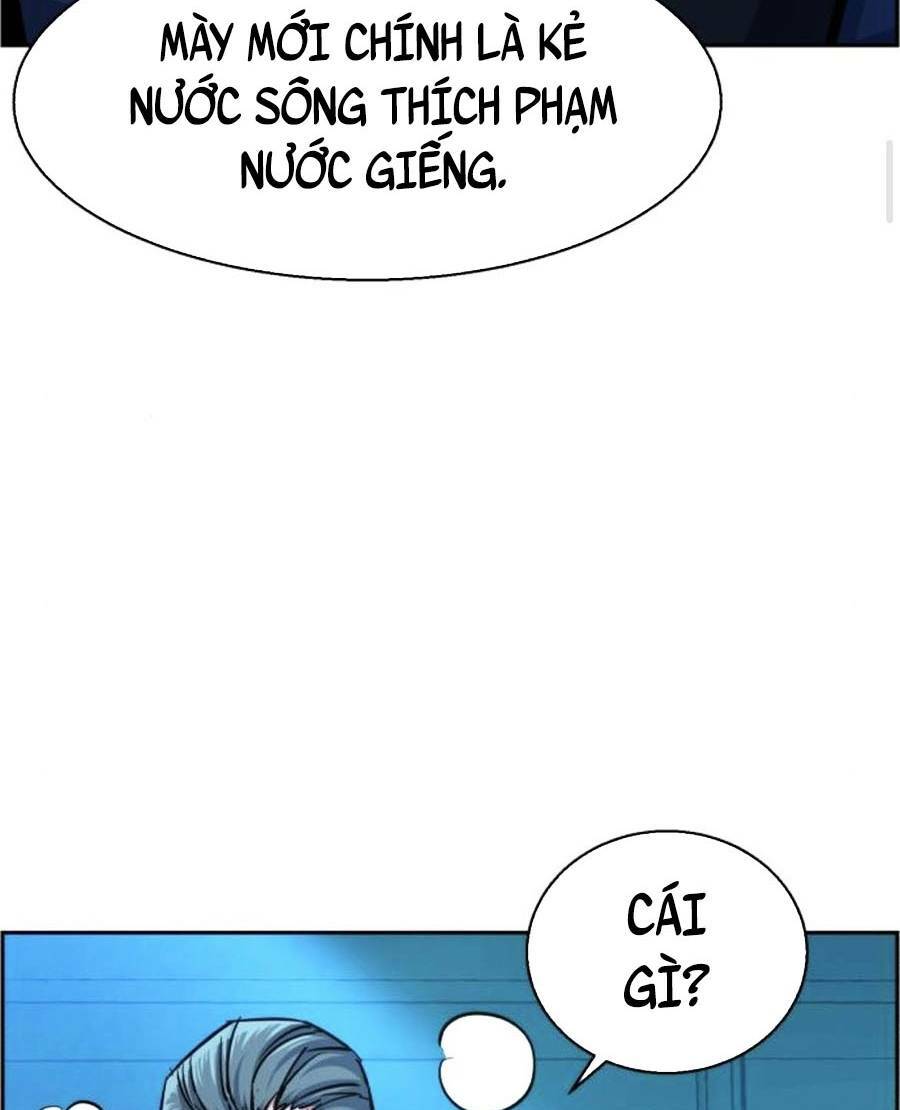 MÀY MỚI CHÍNH LÀ KẺ
NƯỚC SÔNG THÍCH PHẠM
NƯỚC GIẾNG.
CÁI
GÌ?